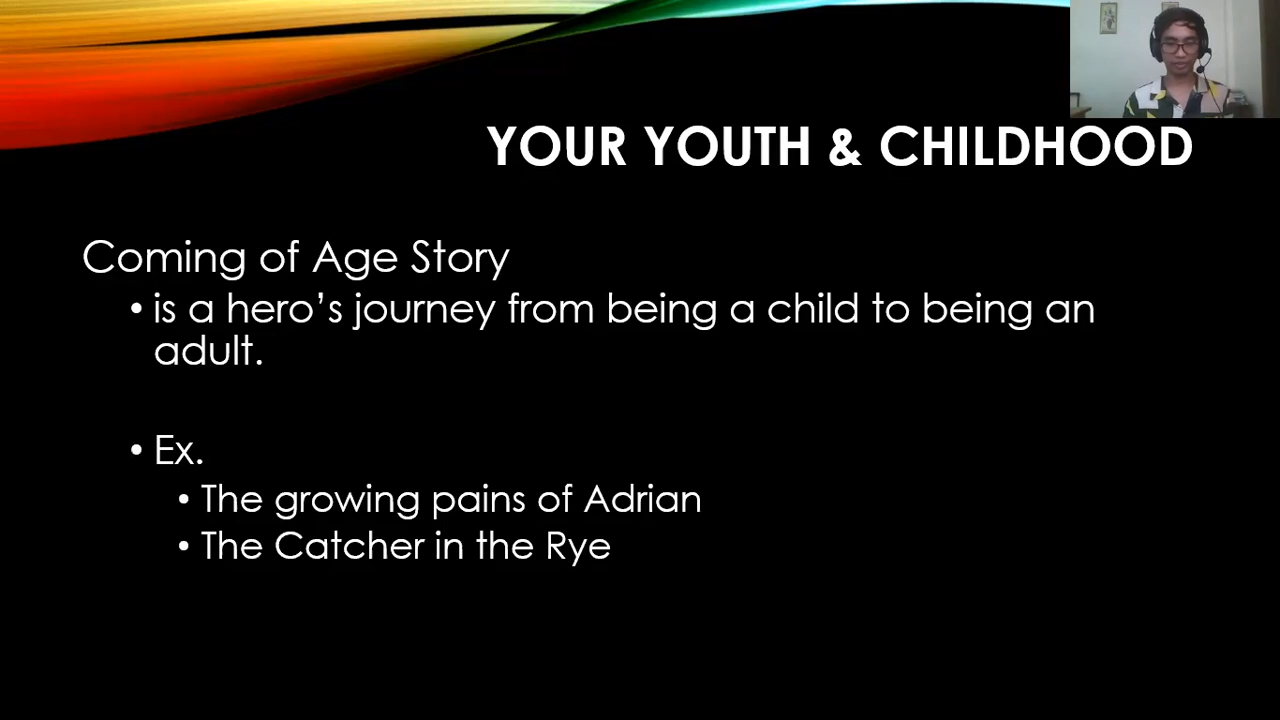 YOUR YOUTH & CHILDHOOD
Coming of Age Story
• is a hero’s journey from being a child to being an
adult.
• Ex.
• The growing pains of Adrian
• The Catcher in the Rye